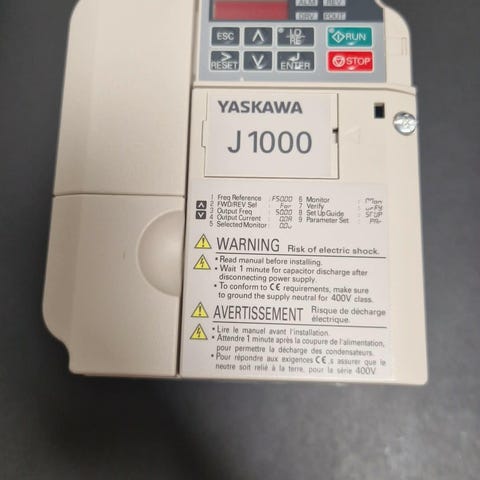 ALM REV
DRV FOUT
ESC
LO
RE
RUN
RESET
ENTER
STOP
YASKAWA
J1000
1 Freq Reference : F5000 6 Monitor :
2 FWD/REV Sel : For 7 Verify :
3 Output Freq : 5000 8 Set Up Guide :
4 Output Current : 00A 9 Parameter Set :
5 Selected Monitor :
WARNING Risk of electric shock.
• Read manual before installing.
• Wait 1 minute for capacitor discharge after
disconnecting power supply.
• To conform to CE requirements, make sure
to ground the supply neutral for 400V class.
AVERTISSEMENT Risque de décharge
électrique.
• Lire le manuel avant l'installation.
• Attendre 1 minute après la coupure de l'alimentation,
pour permettre la décharge des condensateurs.
• Pour répondre aux exigences CE, s assurer que le
neutre soit relié à la terre, pour la série 400V